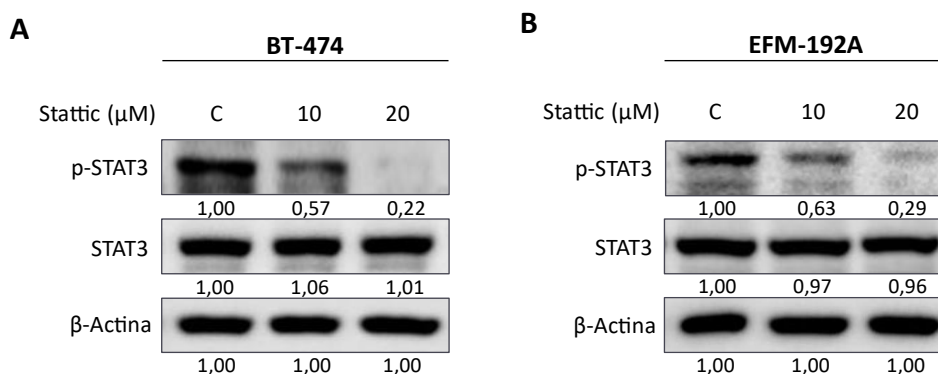 A
BT-474
Stattic (μM) C 10 20
p-STAT3
1,00 0,57 0,22
STAT3
1,00 1,06 1,01
β-Actina
1,00 1,00 1,00
B
EFM-192A
Stattic (μM) C 10 20
p-STAT3
1,00 0,63 0,29
STAT3
1,00 0,97 0,96
β-Actina
1,00 1,00 1,00